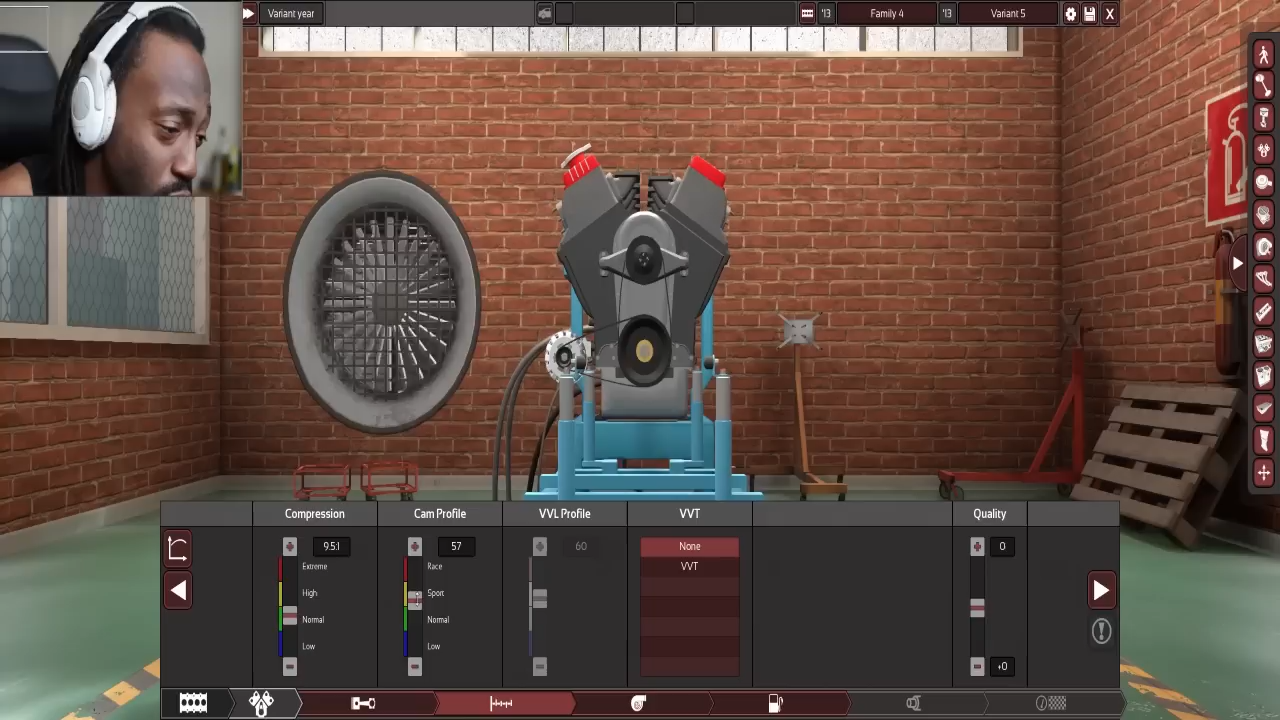 Variant year
'13
Family 4
'13
Variant 5
X
Compression
Cam Profile
VVL Profile
VVT
Quality
9.5:1
57
60
None
0
Extreme
Race
VVT
High
Sport
Normal
Normal
Low
Low
+0